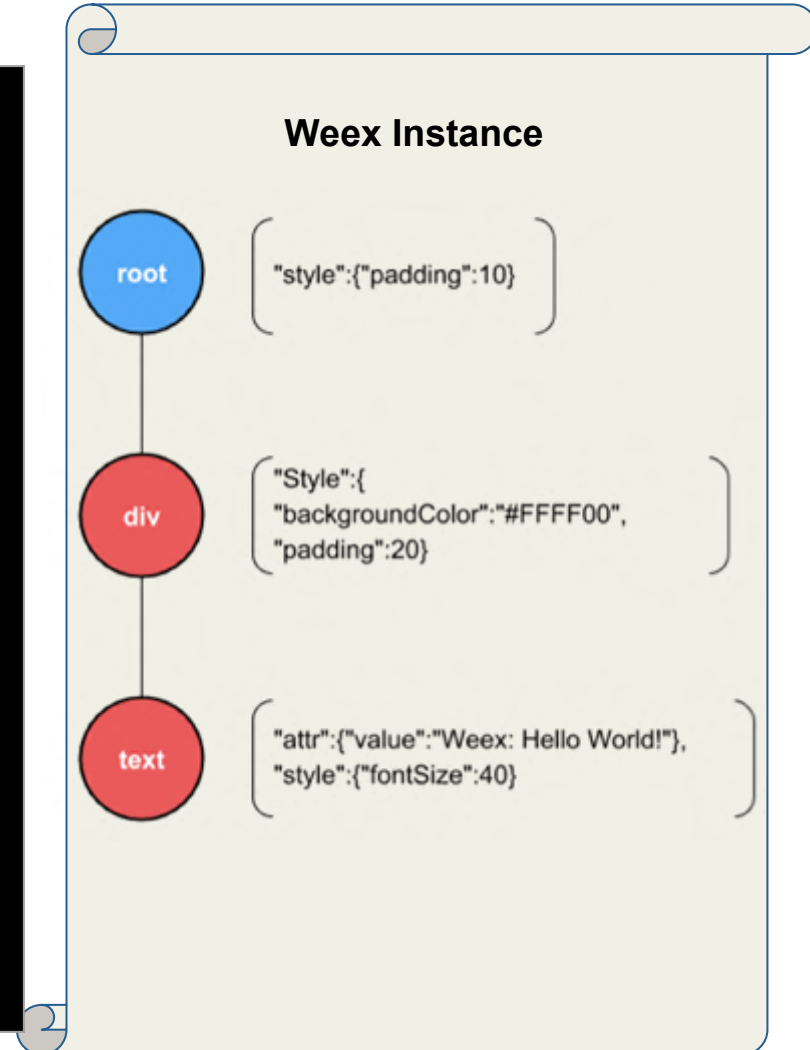 Weex Instance
root
"style":{"padding":10}
div
"Style":{
"backgroundColor":"#FFFF00",
"padding":20}
text
"attr":{"value":"Weex: Hello World!"},
"style":{"fontSize":40}